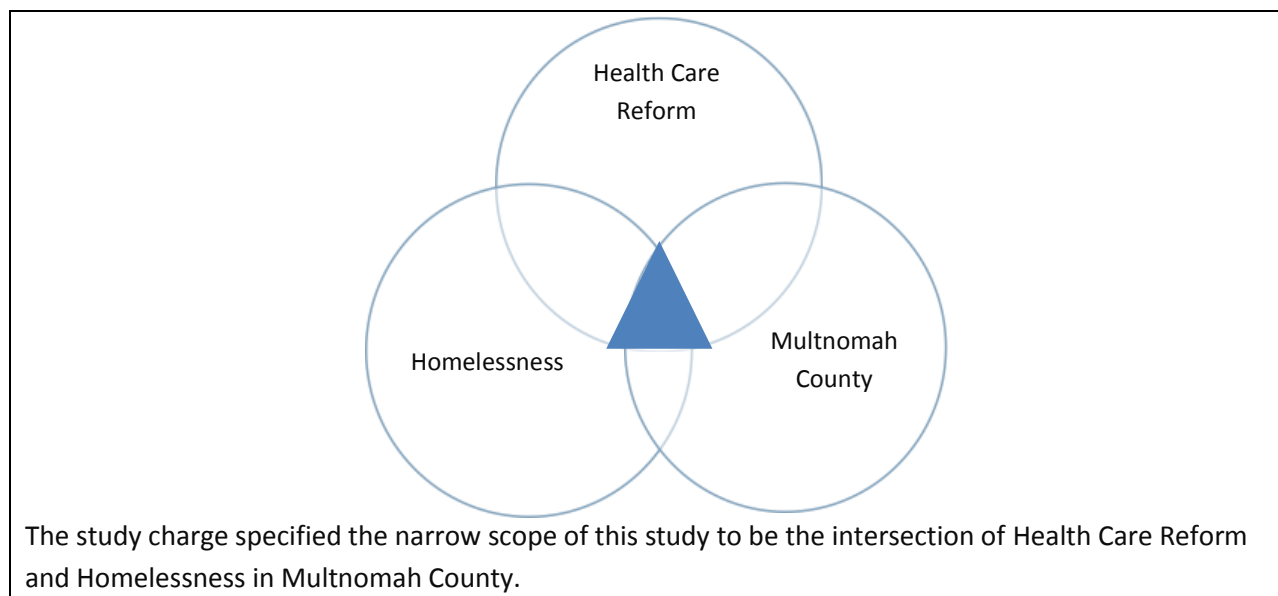 Health Care
Reform
Homelessness
Multnomah
County
The study charge specified the narrow scope of this study to be the intersection of Health Care Reform
and Homelessness in Multnomah County.